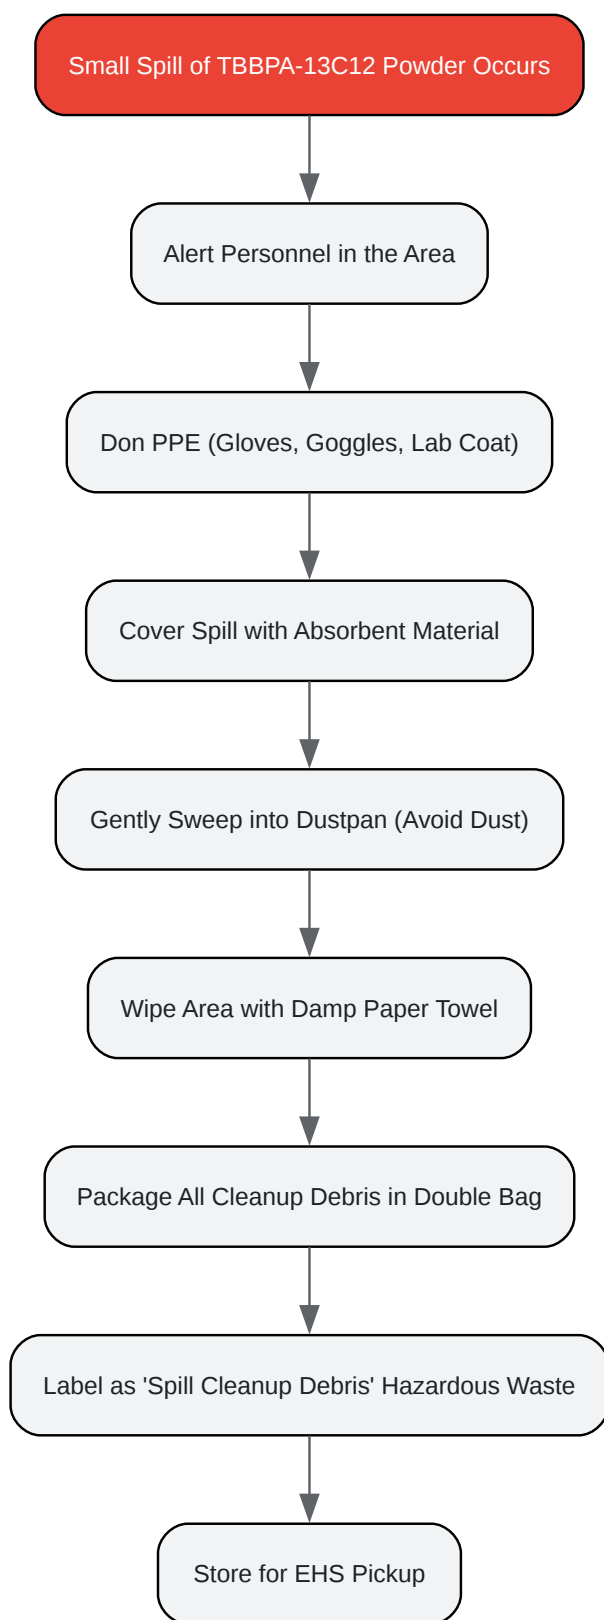 Small Spill of TBBPA-13C12 Powder Occurs
Alert Personnel in the Area
Don PPE (Gloves, Goggles, Lab Coat)
Cover Spill with Absorbent Material
Gently Sweep into Dustpan (Avoid Dust)
Wipe Area with Damp Paper Towel
Package All Cleanup Debris in Double Bag
Label as 'Spill Cleanup Debris' Hazardous Waste
Store for EHS Pickup